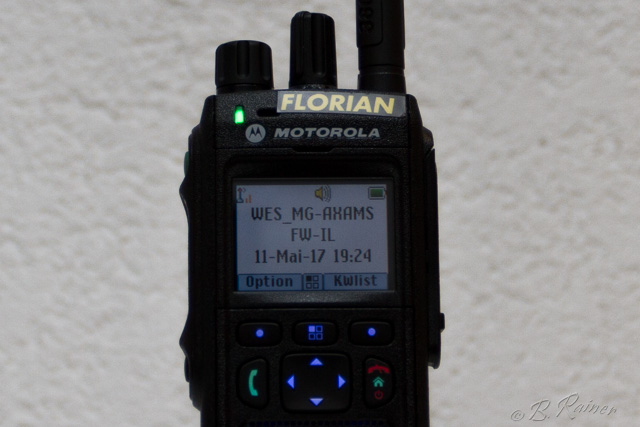 FLORIAN
MOTOROLA
WES_MG-AXAMS
FW-IL
11-Mai-17 19:24
Option KWlist
© B. Rainer